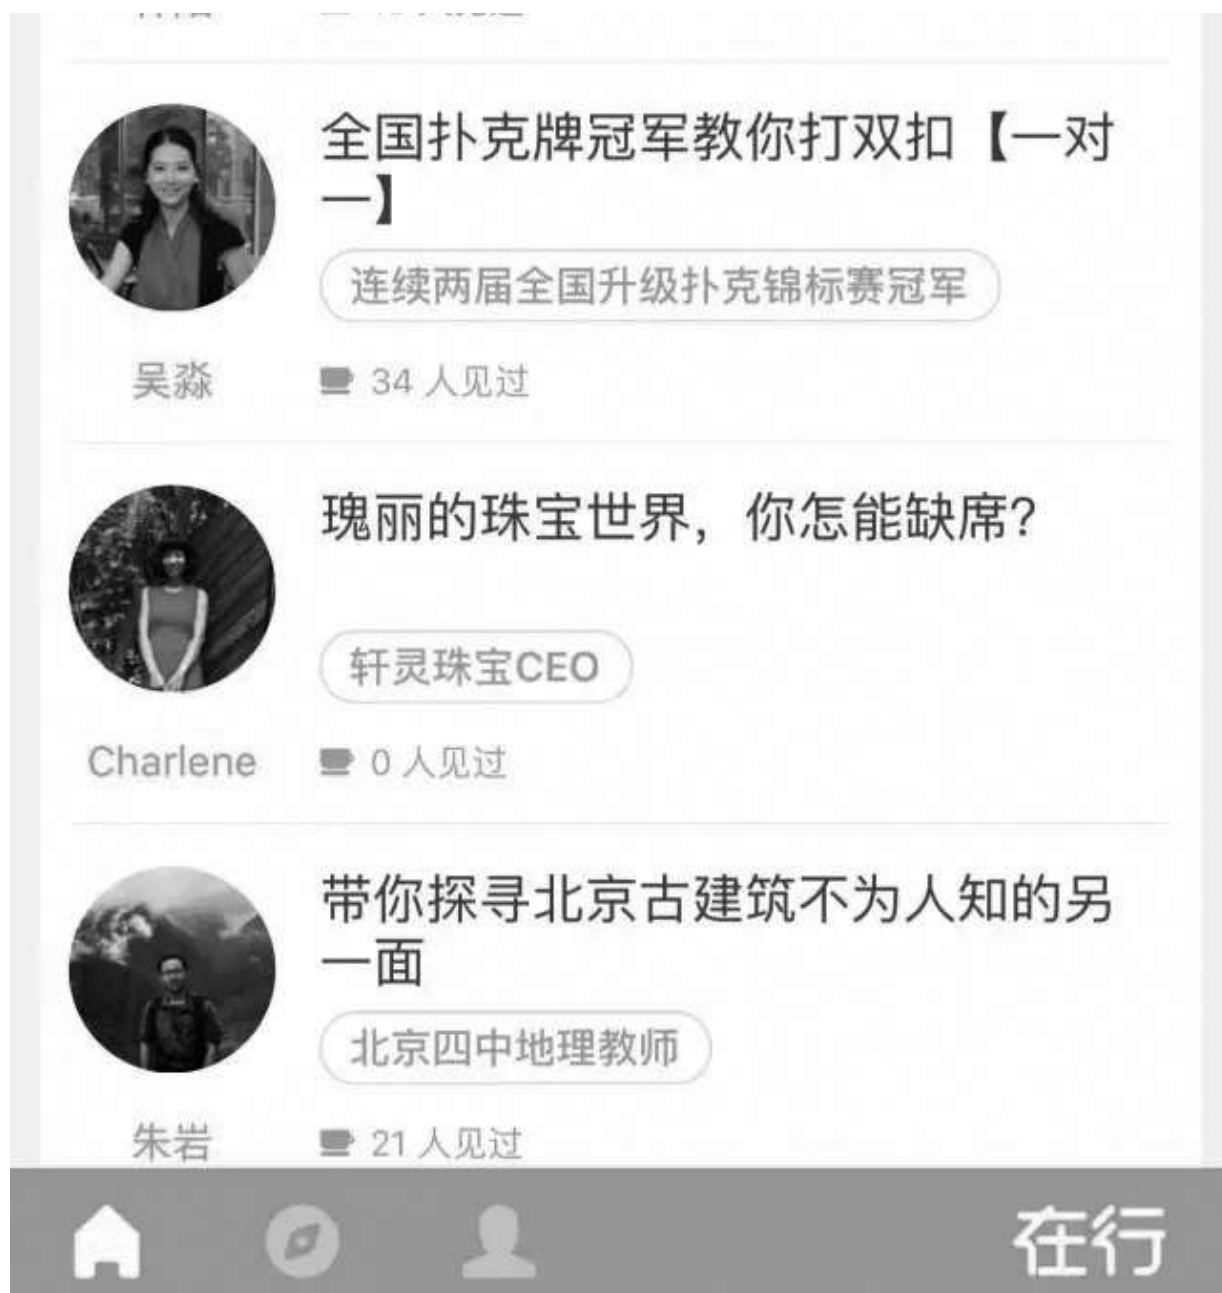 全国扑克牌冠军教你打双扣【一对
一】
连续两届全国升级扑克锦标赛冠军
吴淼
34 人见过
瑰丽的珠宝世界，你怎能缺席？
轩灵珠宝CEO
Charlene
0 人见过
带你探寻北京古建筑不为人知的另
一面
北京四中地理教师
朱岩
21 人见过
在行